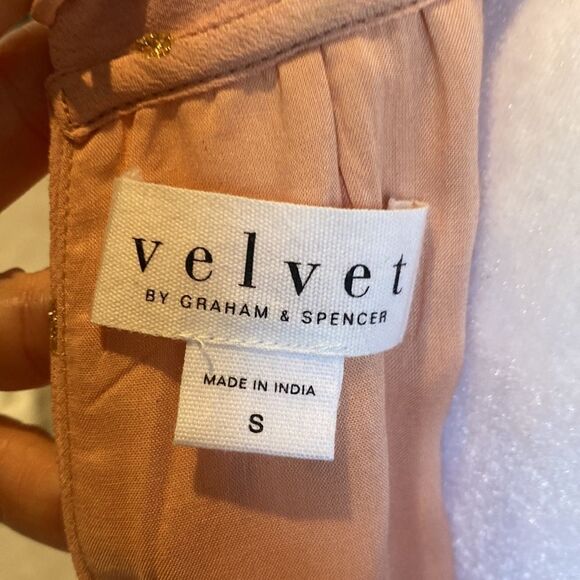 velvet
BY GRAHAM & SPENCER
MADE IN INDIA
S